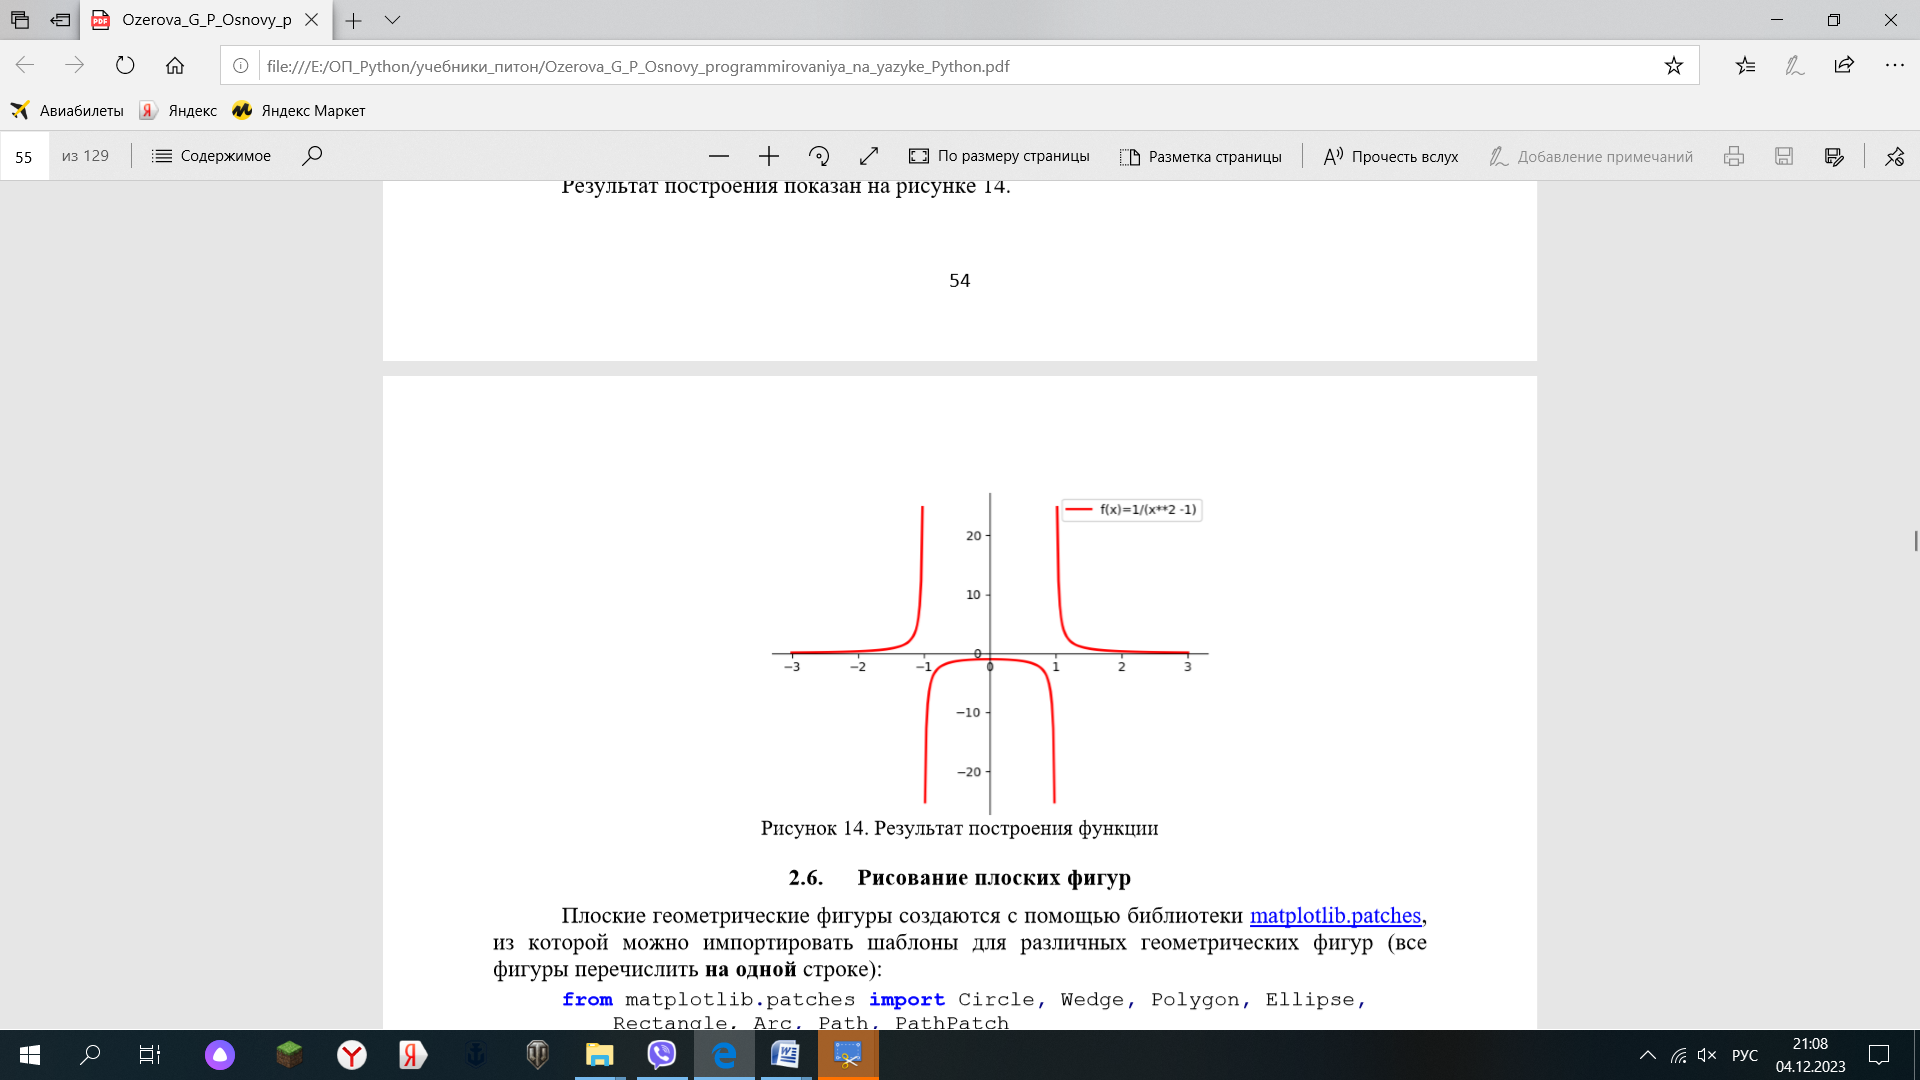 Ozerova_G_P_Osnovy_p
file:///E:/ОП_Python/учебники_питон/Ozerova_G_P_Osnovy_programmirovaniya_na_yazyke_Python.pdf
Авиабилеты Яндекс Яндекс Маркет
55 из 129 Содержимое По размеру страницы Разметка страницы Прочесть вслух Добавление примечаний
Результат построения показан на рисунке 14.
54
f(x)=1/(x**2 -1)
20
10
0
−3 −2 −1 0 1 2 3
−10
−20
Рисунок 14. Результат построения функции
2.6. Рисование плоских фигур
Плоские геометрические фигуры создаются с помощью библиотеки matplotlib.patches,
из которой можно импортировать шаблоны для различных геометрических фигур (все
фигуры перечислить на одной строке):
from matplotlib.patches import Circle, Wedge, Polygon, Ellipse,
Rectangle, Arc, Path, PathPatch
РУС
21:08
04.12.2023